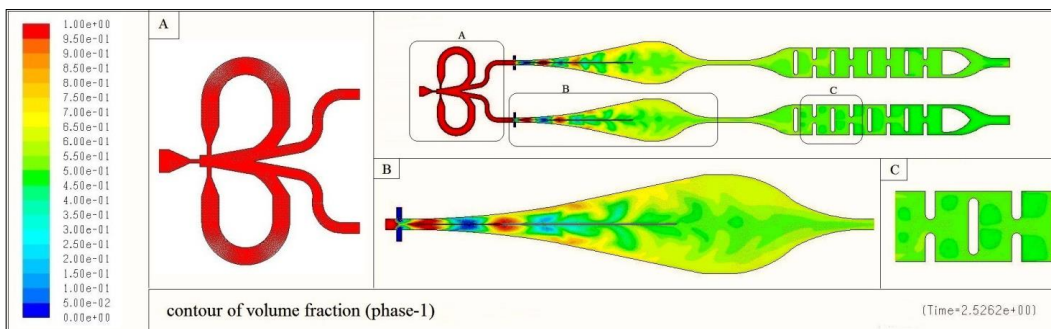 1.00e+00
9.50e-01
9.00e-01
8.50e-01
8.00e-01
7.50e-01
7.00e-01
6.50e-01
6.00e-01
5.50e-01
5.00e-01
4.50e-01
4.00e-01
3.50e-01
3.00e-01
2.50e-01
2.00e-01
1.50e-01
1.00e-01
5.00e-02
0.00e+00
A
A
B
C
B
C
contour of volume fraction (phase-1)
(Time=2.5262e+00)